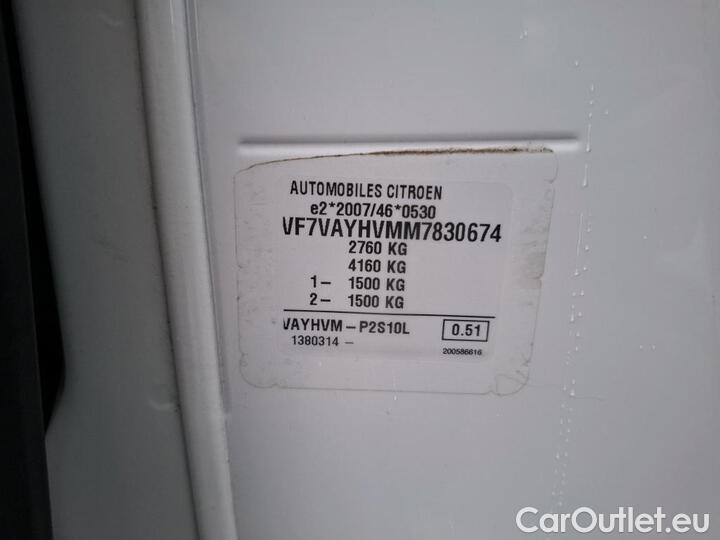 AUTOMOBILES CITROEN
e2*2007/46*0530
VF7VAYHVMM7830674
2760 KG
4160 KG
1- 1500 KG
2- 1500 KG
VAYHVM-P2S10L 0.51
1380314 - 200586616
CarOutlet.eu